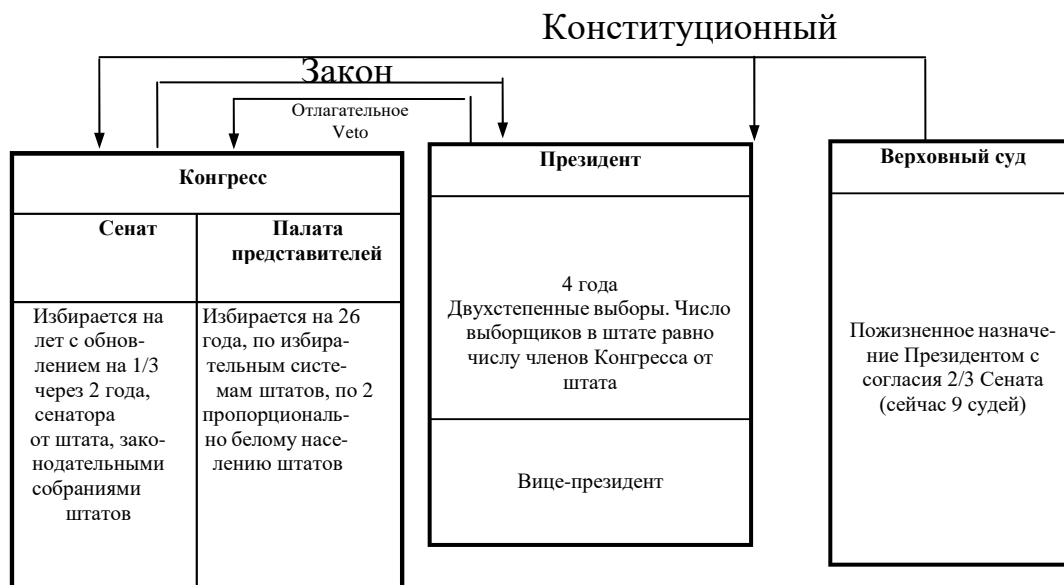 Конституционный
Закон
Отлагательное
Veto
Конгресс
Сенат
Палата
представителей
Избирается на
лет с обнов-
лением на 1/3
через 2 года,
сенатора
от штата, зако-
нодательными
собраниями
штатов
Избирается на 26
года, по избира-
тельным систе-
мам штатов, по 2
пропорциональ-
но белому насе-
лению штатов
Президент
4 года
Двухстепенные выборы. Число
выборщиков в штате равно
числу членов Конгресса от
штата
Вице-президент
Верховный суд
Пожизненное назначе-
ние Президентом с
согласия 2/3 Сената
(сейчас 9 судей)